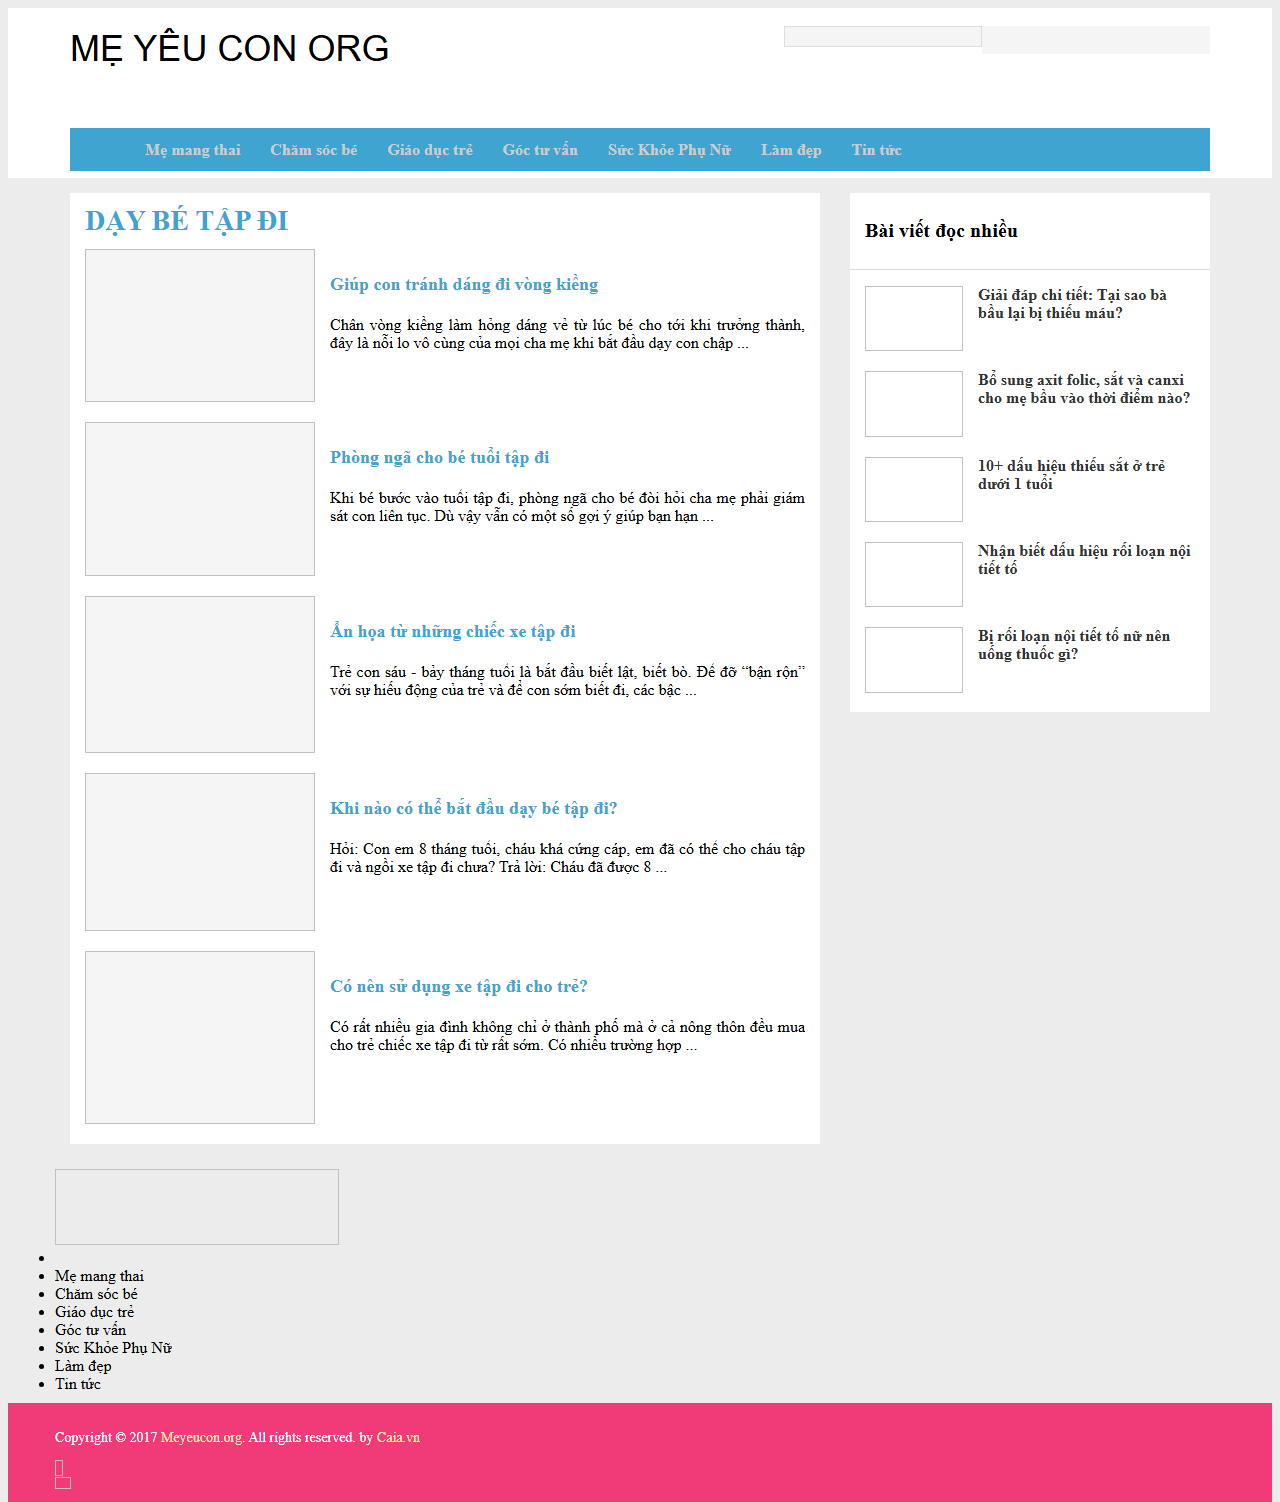 MẸ YÊU CON ORG
Mẹ mang thai Chăm sóc bé Giáo dục trẻ Góc tư vấn Sức Khỏe Phụ Nữ Làm đẹp Tin tức
DẠY BÉ TẬP ĐI
Giúp con tránh dáng đi vòng kiềng
Chân vòng kiềng làm hỏng dáng vẻ từ lúc bé cho tới khi trưởng thành,
đây là nỗi lo vô cùng của mọi cha mẹ khi bắt đầu dạy con chập ...
Phòng ngã cho bé tuổi tập đi
Khi bé bước vào tuổi tập đi, phòng ngã cho bé đòi hỏi cha mẹ phải giám
sát con liên tục. Dù vậy vẫn có một số gợi ý giúp bạn hạn ...
Ẩn họa từ những chiếc xe tập đi
Trẻ con sáu - bảy tháng tuổi là bắt đầu biết lật, biết bò. Để đỡ “bận rộn”
với sự hiếu động của trẻ và để con sớm biết đi, các bậc ...
Khi nào có thể bắt đầu dạy bé tập đi?
Hỏi: Con em 8 tháng tuổi, cháu khá cứng cáp, em đã có thể cho cháu tập
đi và ngồi xe tập đi chưa? Trả lời: Cháu đã được 8 ...
Có nên sử dụng xe tập đi cho trẻ?
Có rất nhiều gia đình không chỉ ở thành phố mà ở cả nông thôn đều mua
cho trẻ chiếc xe tập đi từ rất sớm. Có nhiều trường hợp ...
Bài viết đọc nhiều
Giải đáp chi tiết: Tại sao bà
bầu lại bị thiếu máu?
Bổ sung axit folic, sắt và canxi
cho mẹ bầu vào thời điểm nào?
10+ dấu hiệu thiếu sắt ở trẻ
dưới 1 tuổi
Nhận biết dấu hiệu rối loạn nội
tiết tố
Bị rối loạn nội tiết tố nữ nên
uống thuốc gì?
Mẹ mang thai
Chăm sóc bé
Giáo dục trẻ
Góc tư vấn
Sức Khỏe Phụ Nữ
Làm đẹp
Tin tức
Copyright © 2017 Meyeucon.org. All rights reserved. by Caia.vn